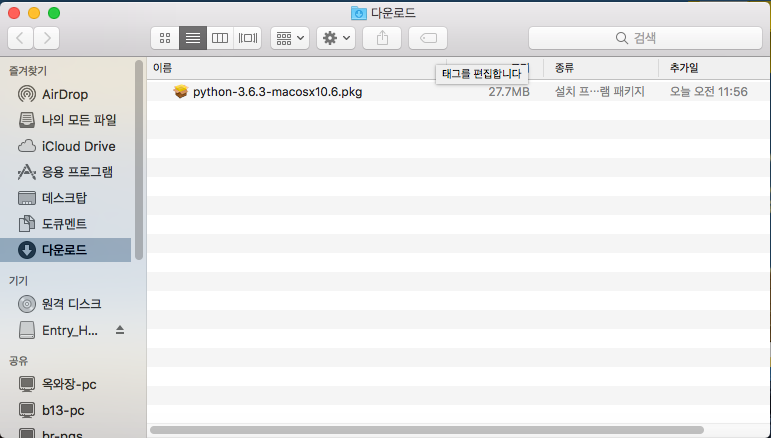 다운로드
검색
즐겨찾기
AirDrop
나의 모든 파일
iCloud Drive
응용 프로그램
데스크탑
도큐멘트
다운로드
기기
원격 디스크
Entry_H...
공유
옥와장-pc
b13-pc
이름
종류
추가일
태그를 편집합니다
python-3.6.3-macosx10.6.pkg
27.7MB
설치 프…램 패키지
오늘 오전 11:56